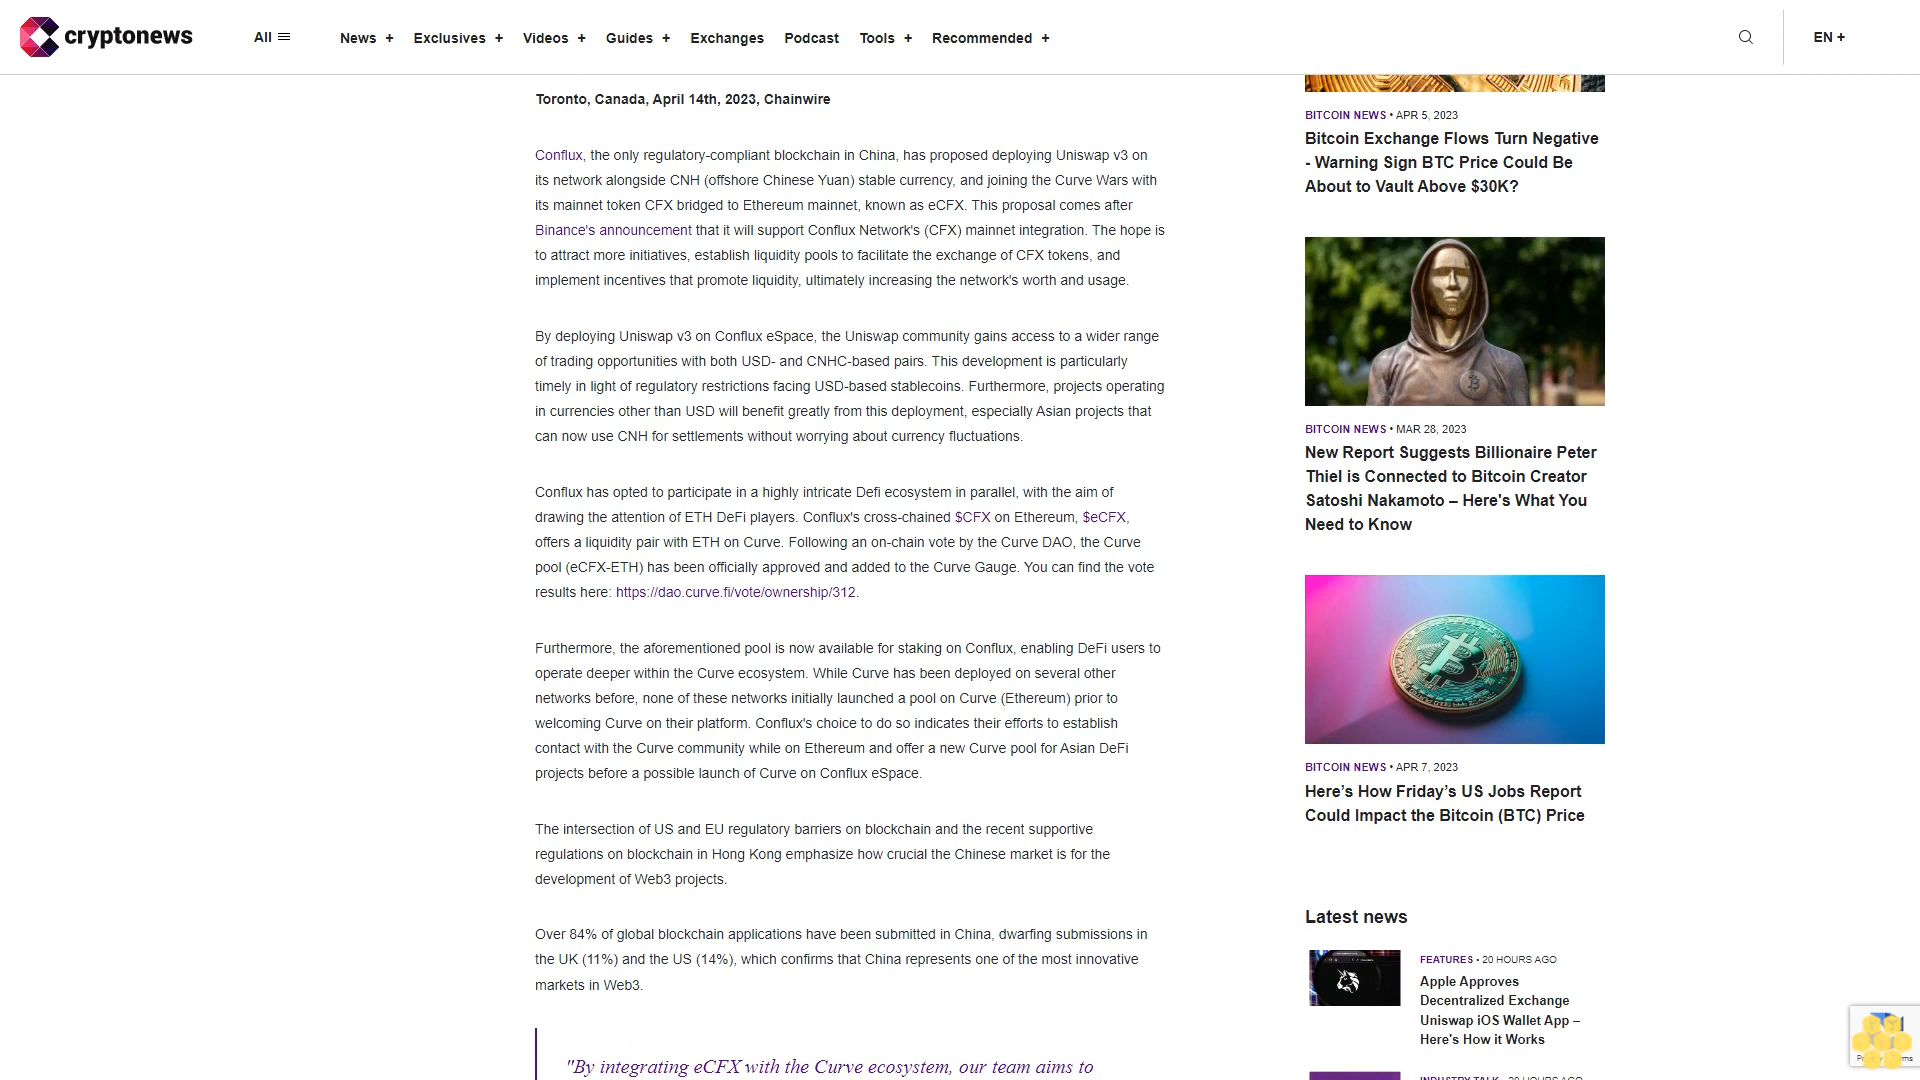 cryptonews
All
News +
Exclusives +
Videos +
Guides +
Exchanges
Podcast
Tools +
Recommended +
EN +
Toronto, Canada, April 14th, 2023, Chainwire
Conflux, the only regulatory-compliant blockchain in China, has proposed deploying Uniswap v3 on
its network alongside CNH (offshore Chinese Yuan) stable currency, and joining the Curve Wars with
its mainnet token CFX bridged to Ethereum mainnet, known as eCFX. This proposal comes after
Binance's announcement that it will support Conflux Network's (CFX) mainnet integration. The hope is
to attract more initiatives, establish liquidity pools to facilitate the exchange of CFX tokens, and
implement incentives that promote liquidity, ultimately increasing the network's worth and usage.
By deploying Uniswap v3 on Conflux eSpace, the Uniswap community gains access to a wider range
of trading opportunities with both USD- and CNHC-based pairs. This development is particularly
timely in light of regulatory restrictions facing USD-based stablecoins. Furthermore, projects operating
in currencies other than USD will benefit greatly from this deployment, especially Asian projects that
can now use CNH for settlements without worrying about currency fluctuations.
Conflux has opted to participate in a highly intricate Defi ecosystem in parallel, with the aim of
drawing the attention of ETH DeFi players. Conflux's cross-chained $CFX on Ethereum, $eCFX,
offers a liquidity pair with ETH on Curve. Following an on-chain vote by the Curve DAO, the Curve
pool (eCFX-ETH) has been officially approved and added to the Curve Gauge. You can find the vote
results here: https://dao.curve.fi/vote/ownership/312.
Furthermore, the aforementioned pool is now available for staking on Conflux, enabling DeFi users to
operate deeper within the Curve ecosystem. While Curve has been deployed on several other
networks before, none of these networks initially launched a pool on Curve (Ethereum) prior to
welcoming Curve on their platform. Conflux's choice to do so indicates their efforts to establish
contact with the Curve community while on Ethereum and offer a new Curve pool for Asian DeFi
projects before a possible launch of Curve on Conflux eSpace.
The intersection of US and EU regulatory barriers on blockchain and the recent supportive
regulations on blockchain in Hong Kong emphasize how crucial the Chinese market is for the
development of Web3 projects.
Over 84% of global blockchain applications have been submitted in China, dwarfing submissions in
the UK (11%) and the US (14%), which confirms that China represents one of the most innovative
markets in Web3.
"By integrating eCFX with the Curve ecosystem, our team aims to
BITCOIN NEWS • APR 5, 2023
Bitcoin Exchange Flows Turn Negative
- Warning Sign BTC Price Could Be
About to Vault Above $30K?
BITCOIN NEWS • MAR 28, 2023
New Report Suggests Billionaire Peter
Thiel is Connected to Bitcoin Creator
Satoshi Nakamoto – Here's What You
Need to Know
BITCOIN NEWS • APR 7, 2023
Here’s How Friday’s US Jobs Report
Could Impact the Bitcoin (BTC) Price
Latest news
FEATURES • 20 HOURS AGO
Apple Approves
Decentralized Exchange
Uniswap iOS Wallet App –
Here's How it Works
INDUSTRY TALK • 20 HOURS AGO